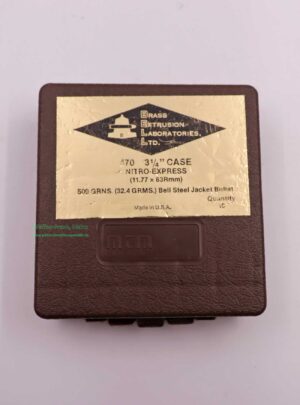 BRASS
EXTRUSION
LABORATORIES,
LTD.
470 3¼" CASE
NITRO-EXPRESS
(11.77 x 83Rmm)
500 GRNS. (32.4 GRMS.) Bell Steel Jacket Bullet
Quantity
Made in U.S.A.
mtm